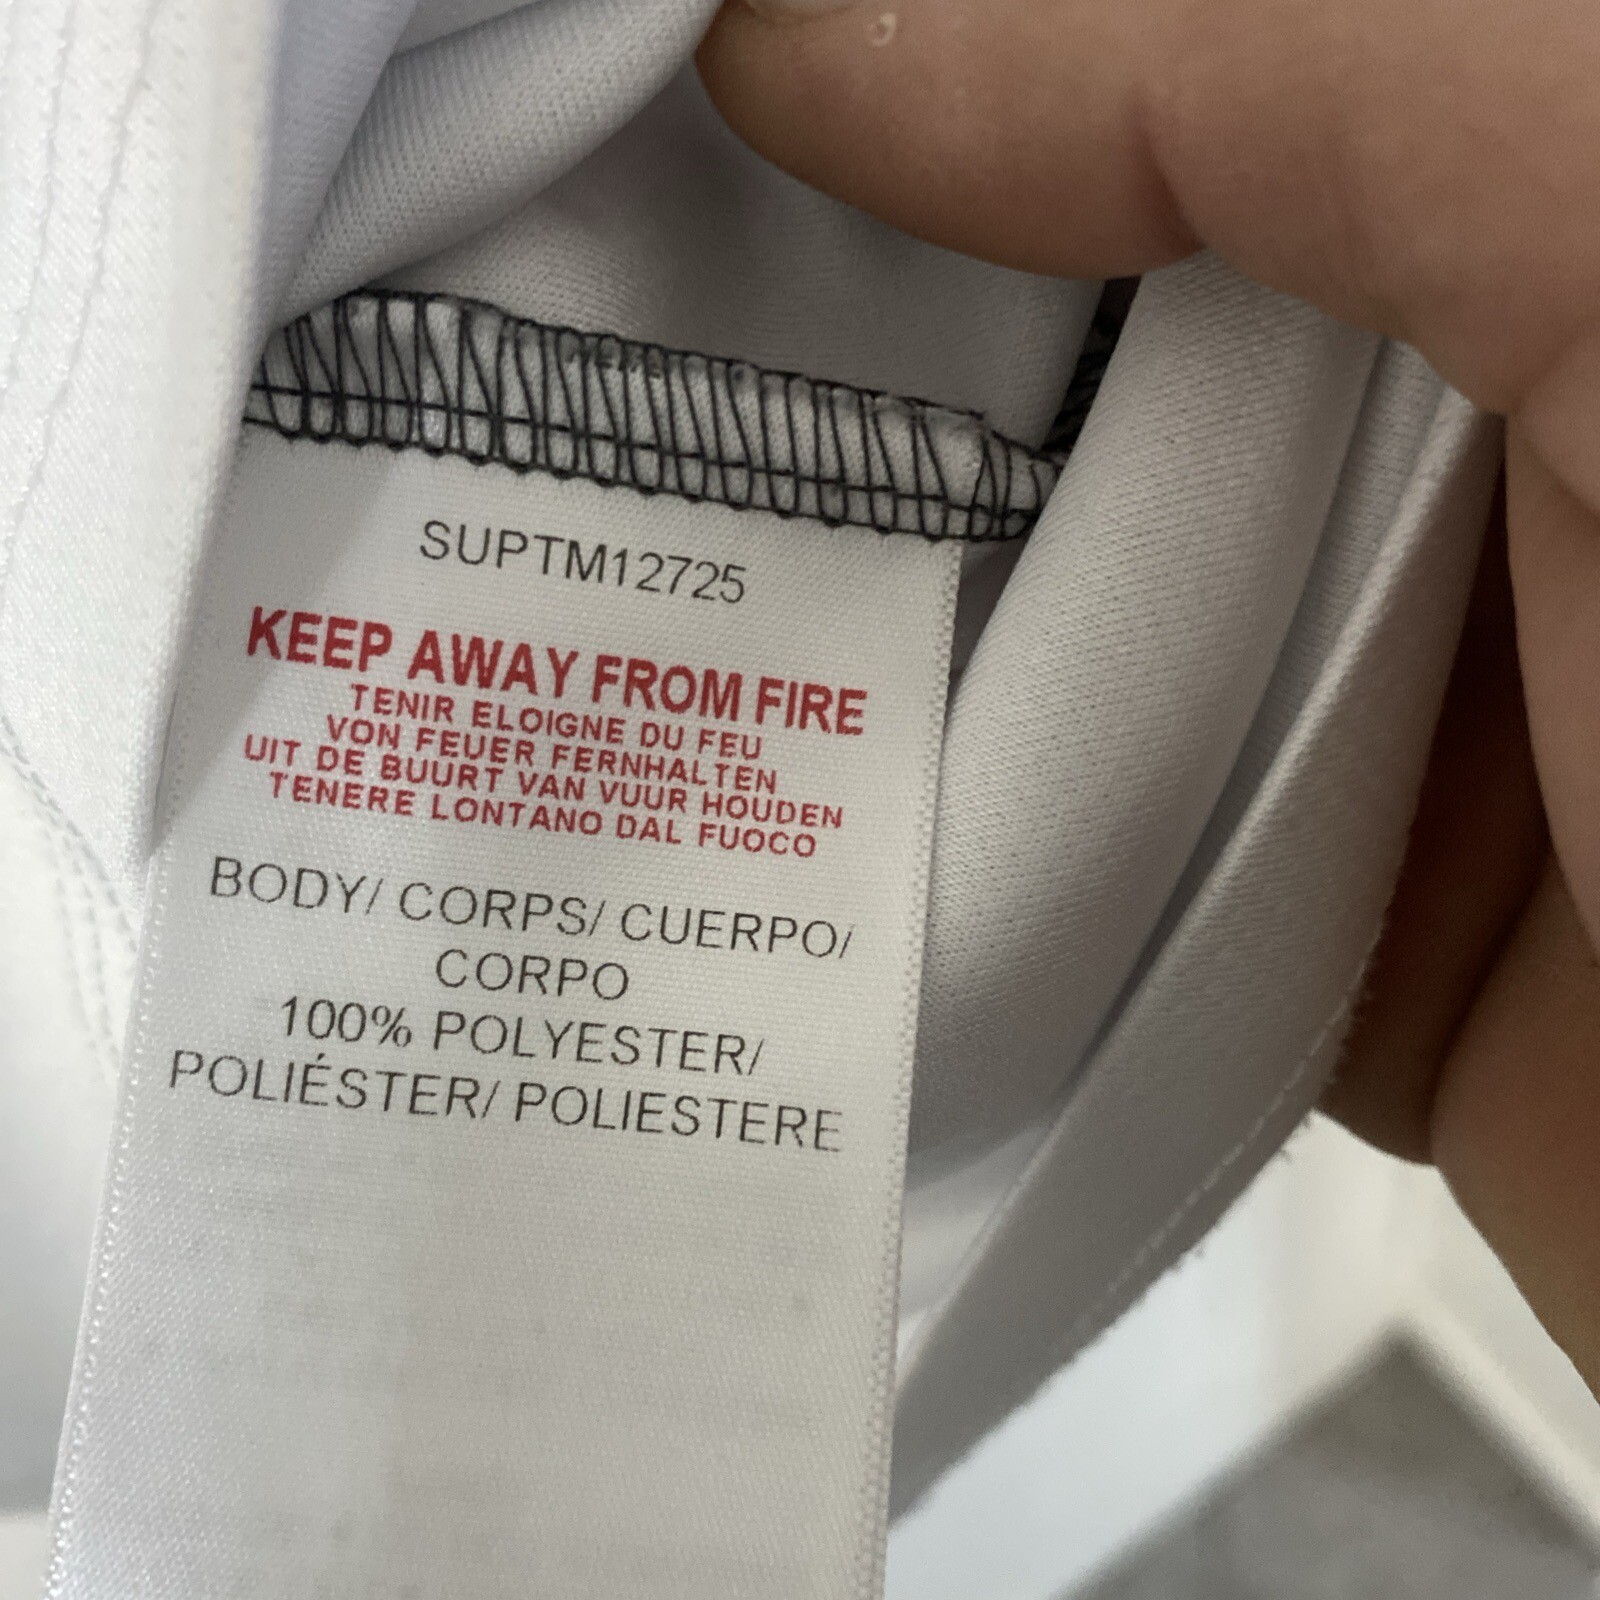 SUPTM12725
KEEP AWAY FROM FIRE
TENIR ELOIGNE DU FEU
VON FEUER FERNHALTEN
UIT DE BUURT VAN VUUR HOUDEN
TENERE LONTANO DAL FUOCO
BODY/ CORPS/ CUERPO/
CORPO
100% POLYESTER/
POLIÉSTER/ POLIESTERE